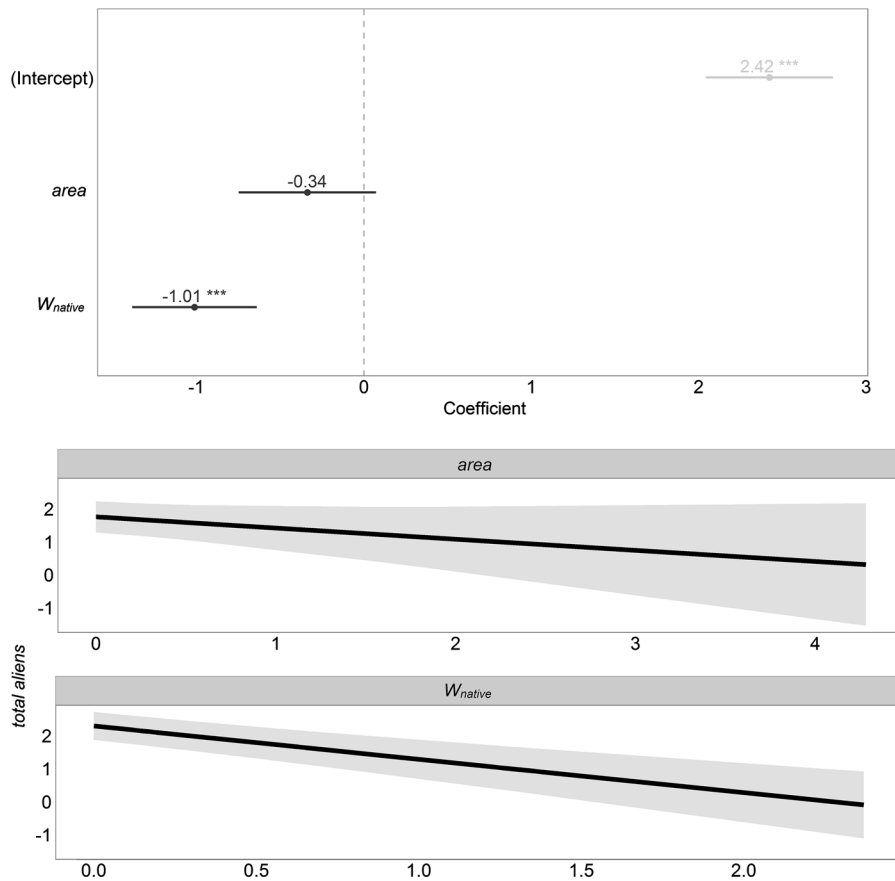 (Intercept)
2.42 ***
area
-0.34
W native
-1.01 ***
-1 0 1 2 3
Coefficient
area
2
1
0
-1
0 1 2 3 4
total aliens
W native
2
1
0
-1
0.0 0.5 1.0 1.5 2.0